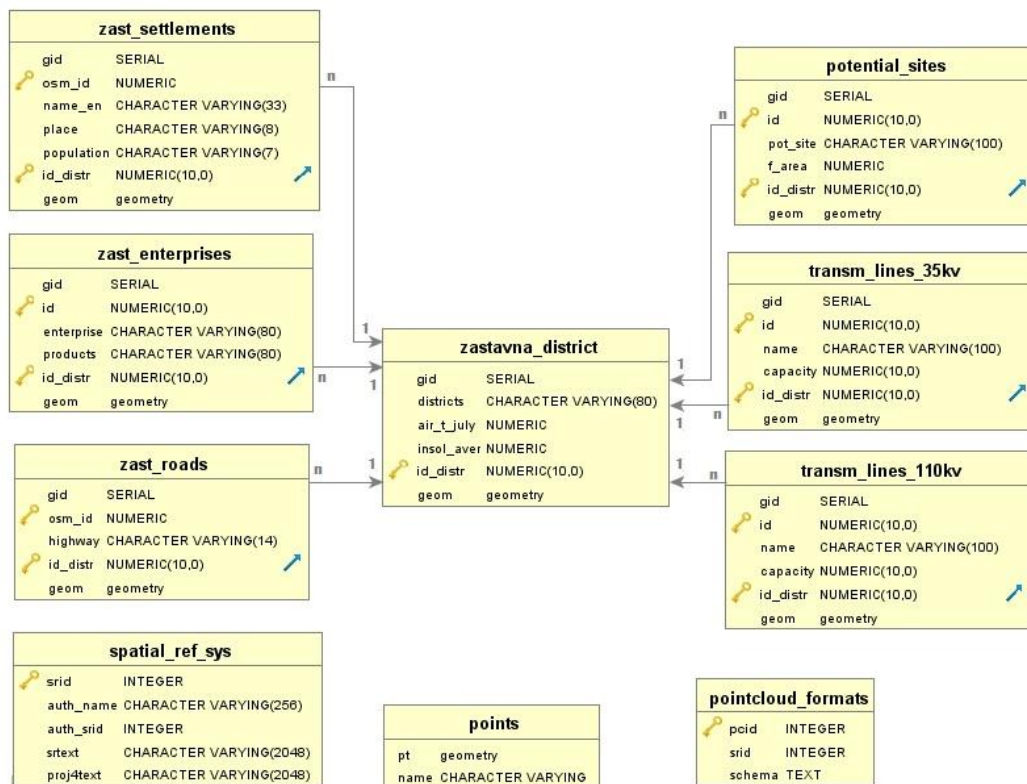 zast_settlements
gid SERIAL
osm_id NUMERIC
name_en CHARACTER VARYING(33)
place CHARACTER VARYING(8)
population CHARACTER VARYING(7)
id_distr NUMERIC(10,0)
geom geometry
n
zast_enterprises
gid SERIAL
id NUMERIC(10,0)
enterprise CHARACTER VARYING(80)
products CHARACTER VARYING(80)
id_distr NUMERIC(10,0)
geom geometry
n
zast_roads
gid SERIAL
osm_id NUMERIC
highway CHARACTER VARYING(14)
id_distr NUMERIC(10,0)
geom geometry
n
1
1
1
zastavna_district
gid SERIAL
districts CHARACTER VARYING(80)
air_t_july NUMERIC
insol_aver NUMERIC
id_distr NUMERIC(10,0)
geom geometry
1
1
1
n
potential_sites
gid SERIAL
id NUMERIC(10,0)
pot_site CHARACTER VARYING(100)
f_area NUMERIC
id_distr NUMERIC(10,0)
geom geometry
n
transm_lines_35kv
gid SERIAL
id NUMERIC(10,0)
name CHARACTER VARYING(100)
capacity NUMERIC(10,0)
id_distr NUMERIC(10,0)
geom geometry
n
transm_lines_110kv
gid SERIAL
id NUMERIC(10,0)
name CHARACTER VARYING(100)
capacity NUMERIC(10,0)
id_distr NUMERIC(10,0)
geom geometry
spatial_ref_sys
srid INTEGER
auth_name CHARACTER VARYING(256)
auth_srid INTEGER
srtext CHARACTER VARYING(2048)
proj4text CHARACTER VARYING(2048)
points
pt geometry
name CHARACTER VARYING
pointcloud_formats
pcid INTEGER
srid INTEGER
schema TEXT